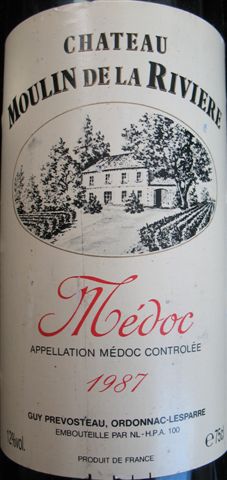 CHATEAU
MOULIN DE LA RIVIERE
Médoc
APPELLATION MÉDOC CONTROLÉE
1987
GUY PREVOSTEAU, ORDONNAC-LESPARRE
12%vol. EMBOUTEILLE PAR NL-H.P.A. 100 e75cl
PRODUIT DE FRANCE